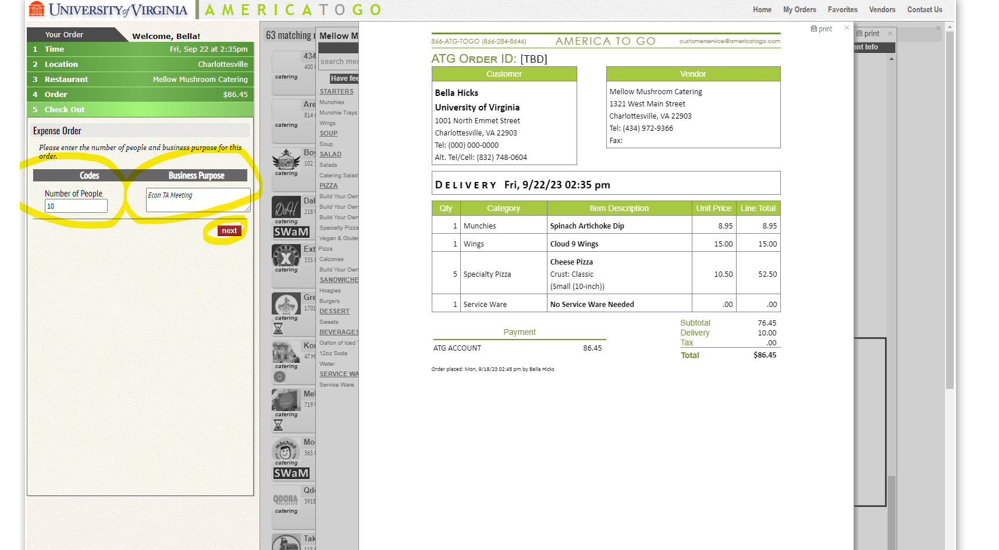 UNIVERSITY of VIRGINIA
AMERICATOGO
Home My Orders Favorites Vendors Contact Us
Your Order
Welcome, Bella!
1 Time Fri, Sep 22 at 2:35pm
2 Location Charlottesville
3 Restaurant Mellow Mushroom Catering
4 Order $86.45
5 Check Out
Expense Order
Please enter the number of people and business purpose for this
order.
Codes Business Purpose
Number of People
10
Econ TA Meeting
next
63 matching
434
400
catering
Are
814
catering
Boy
102
catering
Dah
DaH
218
catering
SWaM
Ext
EXTREME
X
335
catering
Gre
1701
catering
Kor
47 M
catering
Mel
719
catering
Mo
mochiko
365
catering
SWaM
Qdo
QDOBA
3918
catering
Tak
115
Mellow M
search mer
Have fee
STARTERS
Munchies
Munchie Trays
Wings
SOUP
Soup
SALAD
Salads
Catering Salad
PIZZA
Build Your Own
Build Your Own
Build Your Own
Specialty Pizza
Vegan & Gluten
Pizza
Calzones
Build Your Own
SANDWICHE
Hoagies
Burgers
DESSERT
Sweets
BEVERAGES
Gallon of Iced T
12oz Soda
Water
SERVICE WA
Service Ware
print ×
866-ATG-TOGO (866-284-8646) AMERICA TO GO customerservice@americatogo.com
ATG ORDER ID: [TBD]
Customer
Bella Hicks
University of Virginia
1001 North Emmet Street
Charlottesville, VA 22903
Tel: (000) 000-0000
Alt. Tel/Cell: (832) 748-0604
Vendor
Mellow Mushroom Catering
1321 West Main Street
Charlottesville, VA 22903
Tel: (434) 972-9366
Fax:
DELIVERY Fri, 9/22/23 02:35 pm
Qty Category Item Description Unit Price Line Total
1 Munchies Spinach Artichoke Dip 8.95 8.95
1 Wings Cloud 9 Wings 15.00 15.00
5 Specialty Pizza Cheese Pizza 10.50 52.50
Crust: Classic
(Small (10-inch))
1 Service Ware No Service Ware Needed .00 .00
Subtotal 76.45
Delivery 10.00
Tax .00
Total $86.45
Payment
ATG ACCOUNT 86.45
Order placed: Mon, 9/18/23 02:45 pm by Bella Hicks
print ×
ant Info
×